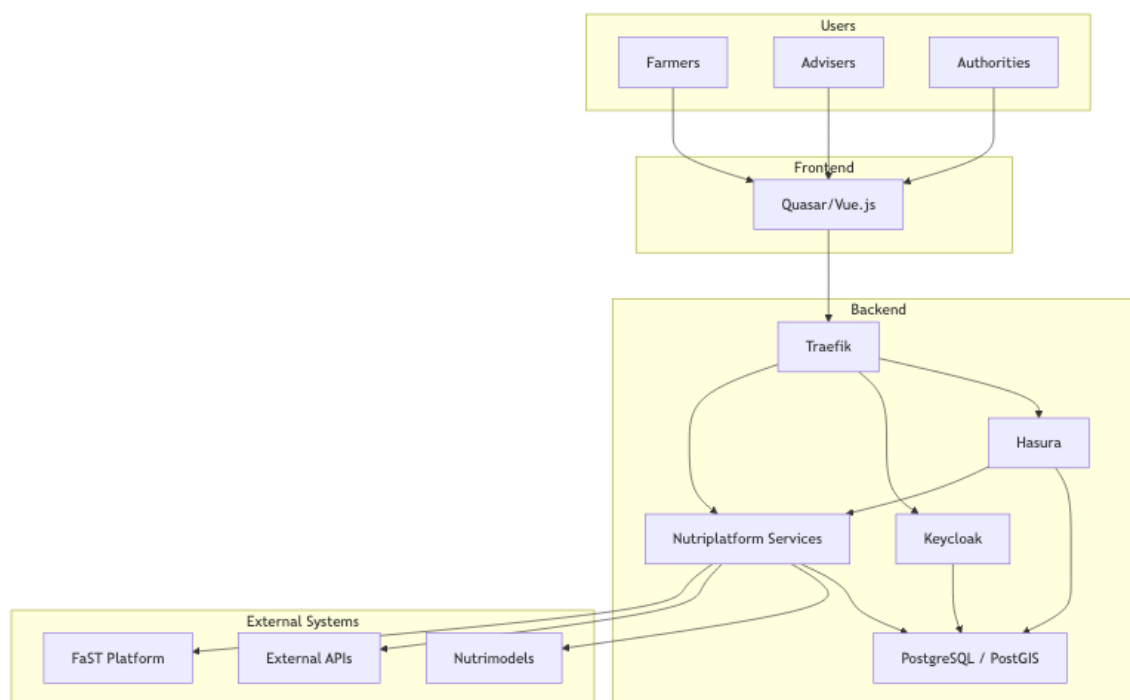 Users
Farmers
Advisers
Authorities
Frontend
Quasar/Vue.js
Backend
Traefik
Hasura
Nutriplatform Services
Keycloak
External Systems
FaST Platform
External APIs
Nutrimodels
PostgreSQL / PostGIS